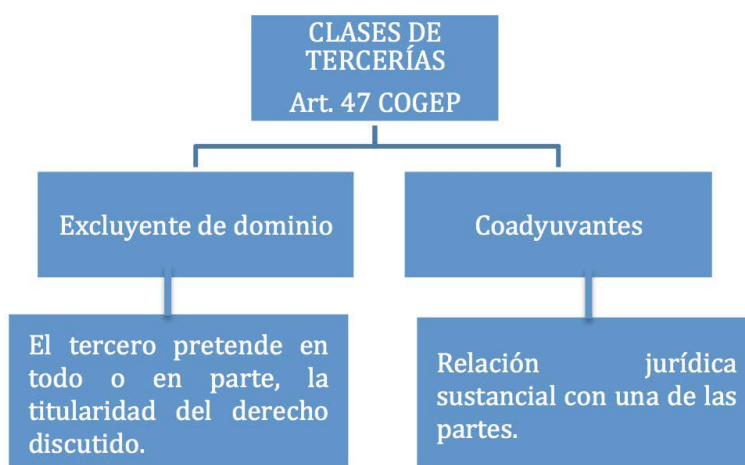 CLASES DE
TERCERÍAS
Art. 47 COGEP
Excluyente de dominio
Coadyuvantes
El tercero pretende en
todo o en parte, la
titularidad del derecho
discutido.
Relación jurídica
sustancial con una de las
partes.